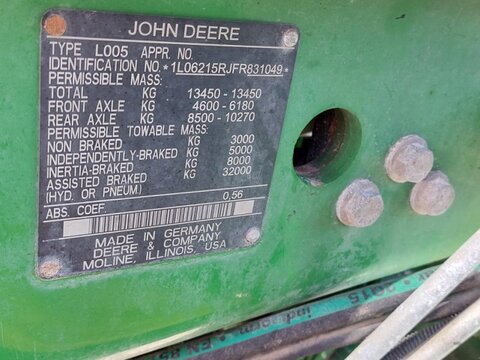 JOHN DEERE
TYPE L005 APPR. NO.
IDENTIFICATION NO. *1L06215RJFR831049*
PERMISSIBLE MASS:
TOTAL KG 13450 - 13450
FRONT AXLE KG 4600 - 6180
REAR AXLE KG 8500 - 10270
PERMISSIBLE TOWABLE MASS:
NON BRAKED KG 3000
INDEPENDENTLY-BRAKED KG 5000
INERTIA-BRAKED KG 8000
ASSISTED BRAKED KG 32000
(HYD. OR PNEUM.)
ABS. COEF. 0,56
MADE IN GERMANY
DEERE & COMPANY
MOLINE, ILLINOIS, USA
2015